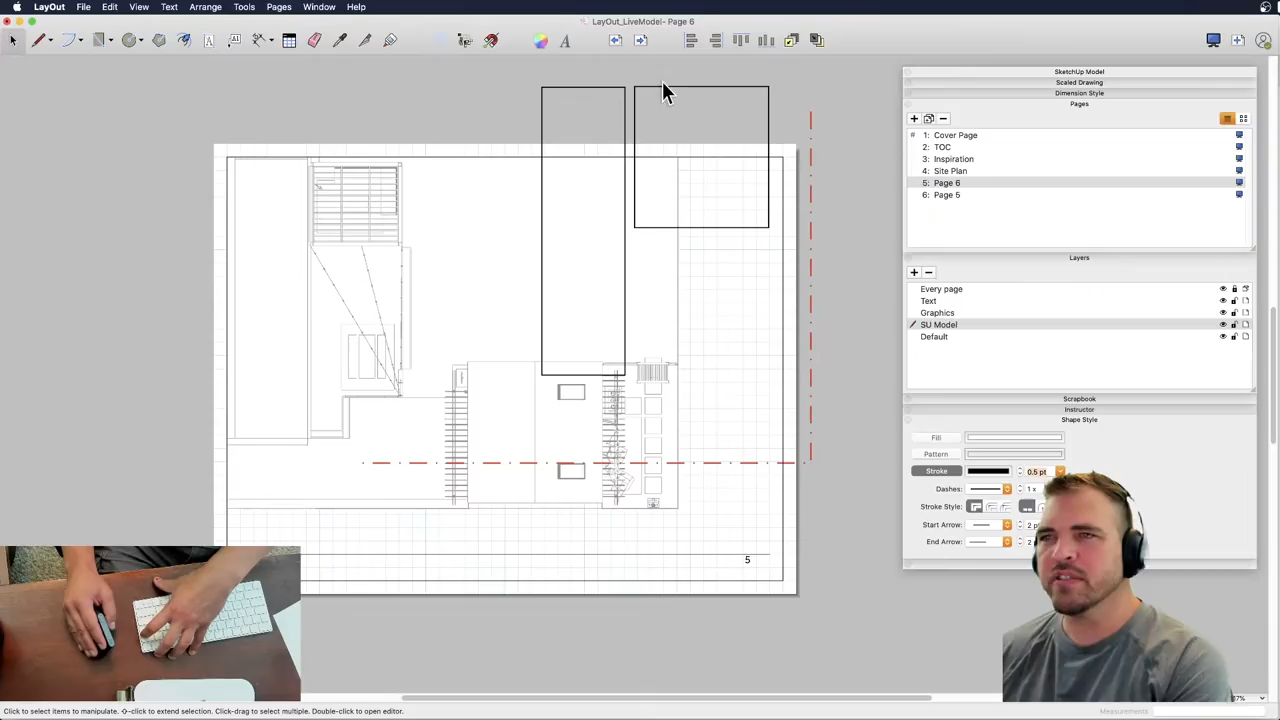 LayOut File Edit View Text Arrange Tools Pages Window Help
LayOut_LiveModel- Page 6
SketchUp Model
Scaled Drawing
Dimension Style
Pages
# 1: Cover Page
2: TOC
3: Inspiration
4: Site Plan
5: Page 6
6: Page 5
Layers
Every page
Text
Graphics
SU Model
Default
Scrapbook
Instructor
Shape Style
Fill
Pattern
Stroke 0.5 pt
Dashes: 1 x
Stroke Style:
Start Arrow: 2 p
End Arrow: 2
5
Click to select items to manipulate. ⇧-click to extend selection. Click-drag to select multiple. Double-click to open editor.
Measurements